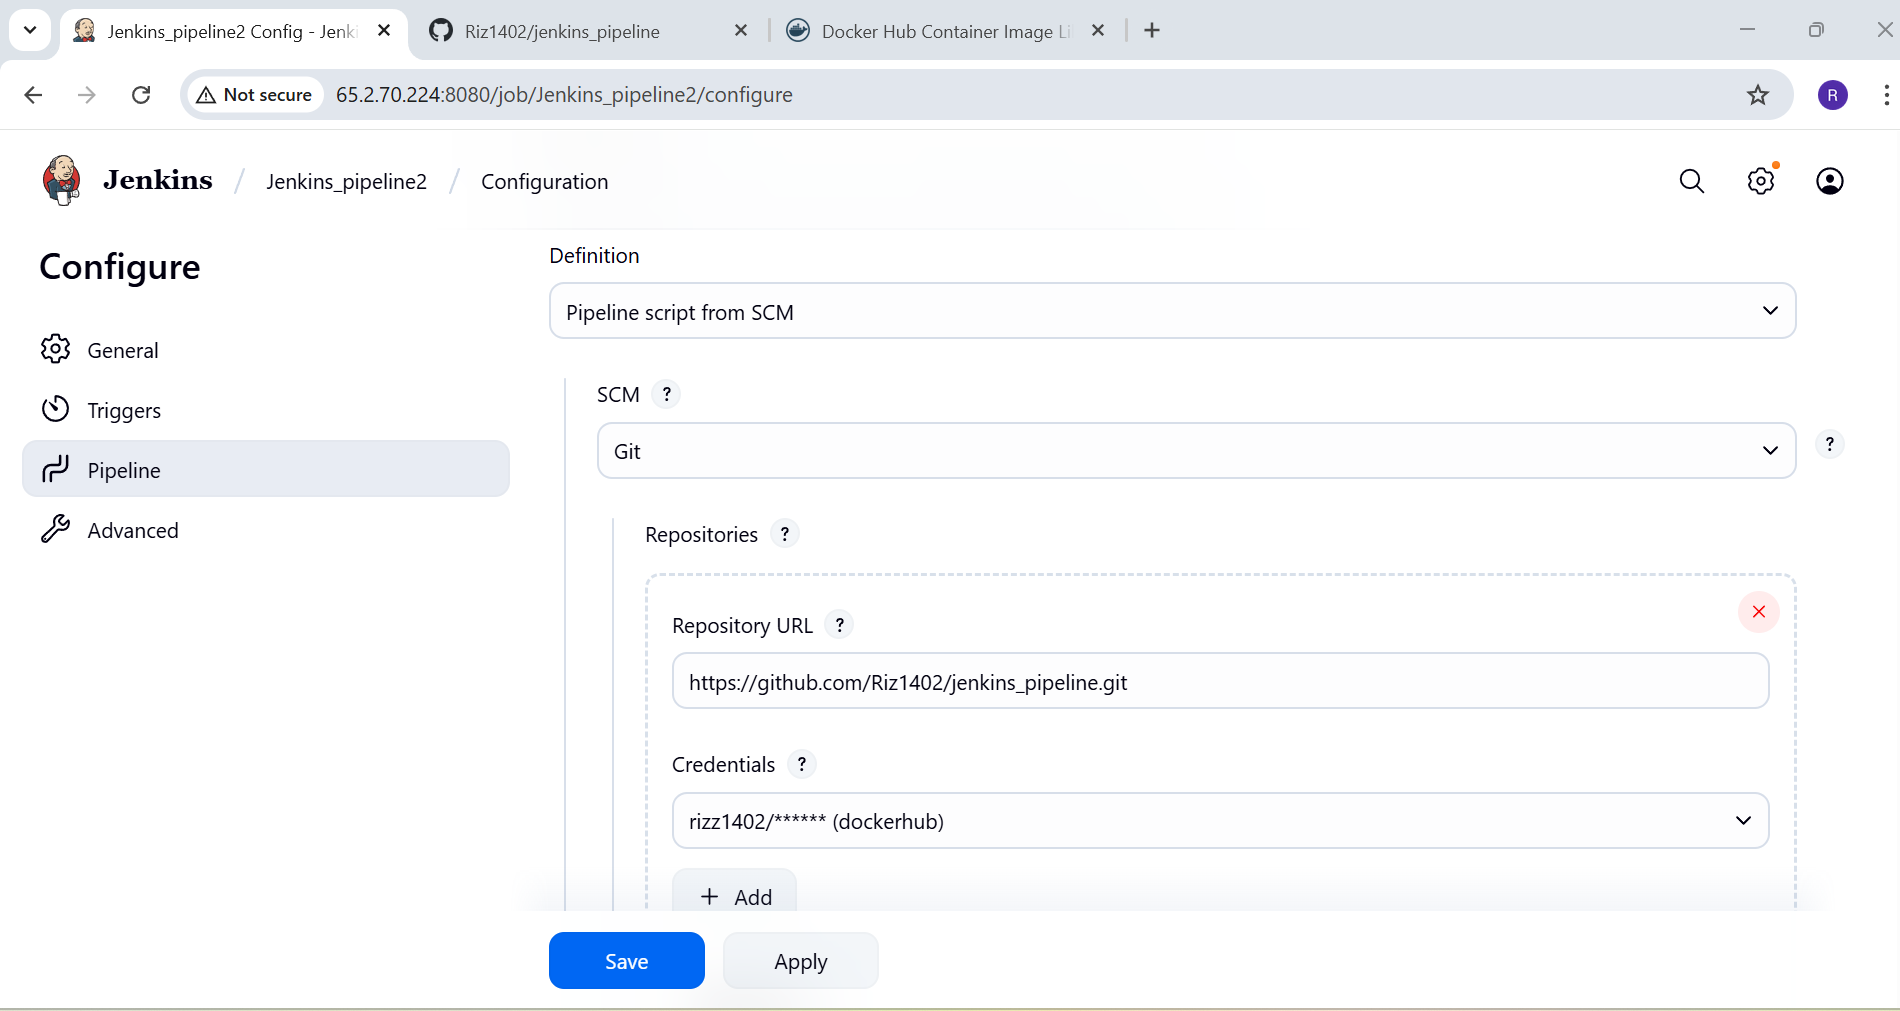 Jenkins_pipeline2 Config - Jenki
Riz1402/jenkins_pipeline
Docker Hub Container Image Li
Not secure
65.2.70.224:8080/job/Jenkins_pipeline2/configure
R
Jenkins / Jenkins_pipeline2 / Configuration
Configure
General
Triggers
Pipeline
Advanced
Definition
Pipeline script from SCM
SCM ?
Git
?
Repositories ?
Repository URL ?
https://github.com/Riz1402/jenkins_pipeline.git
Credentials ?
rizz1402/****** (dockerhub)
+ Add
Save
Apply